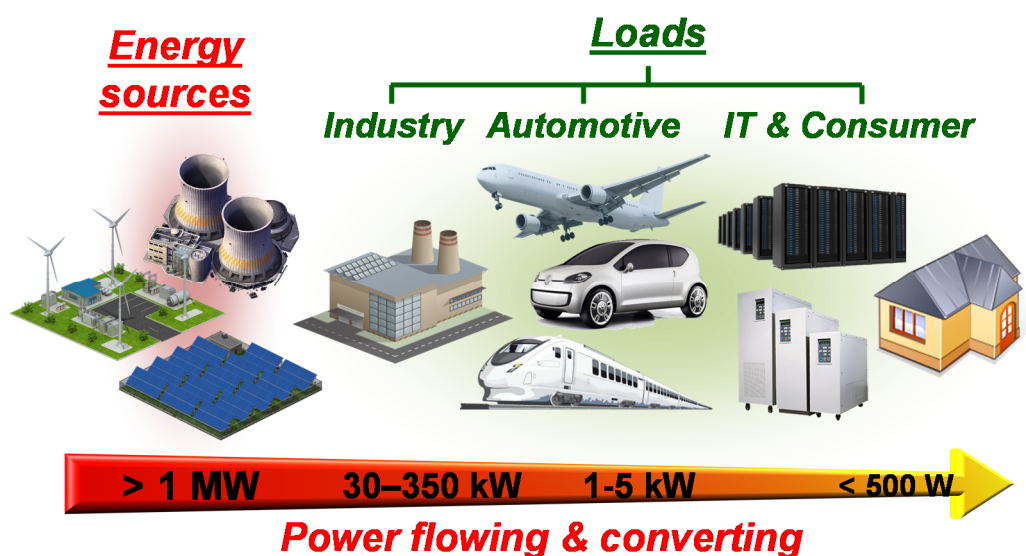 Energy
sources
Loads
Industry Automotive IT & Consumer
> 1 MW 30–350 kW 1-5 kW < 500 W
Power flowing & converting